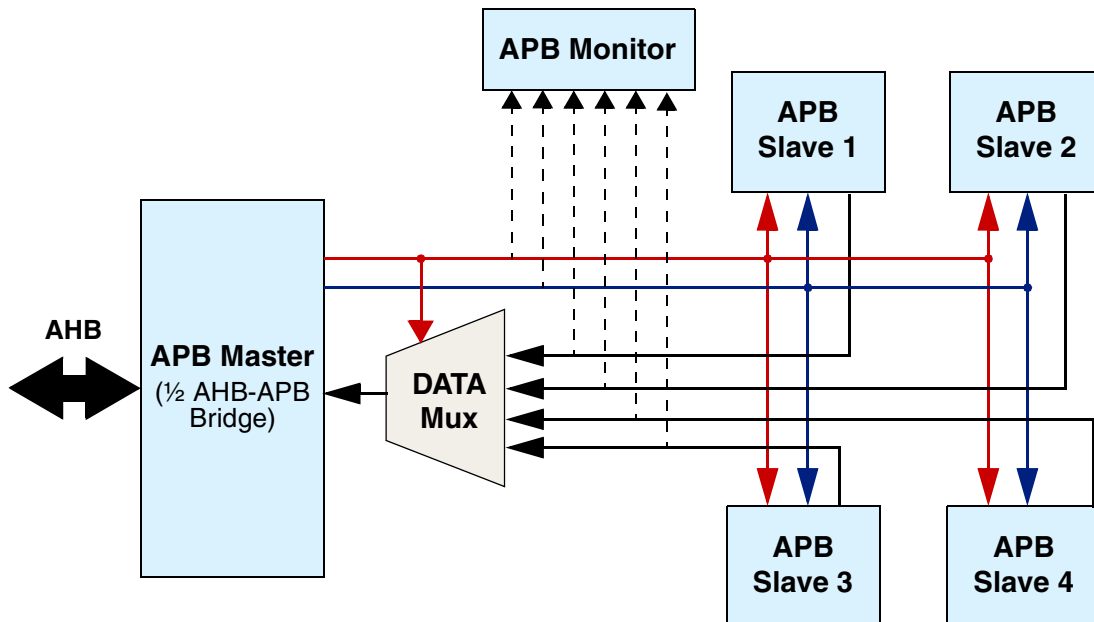 APB Monitor
APB
Slave 1
APB
Slave 2
AHB
APB Master
(½ AHB-APB
Bridge)
DATA
Mux
APB
Slave 3
APB
Slave 4